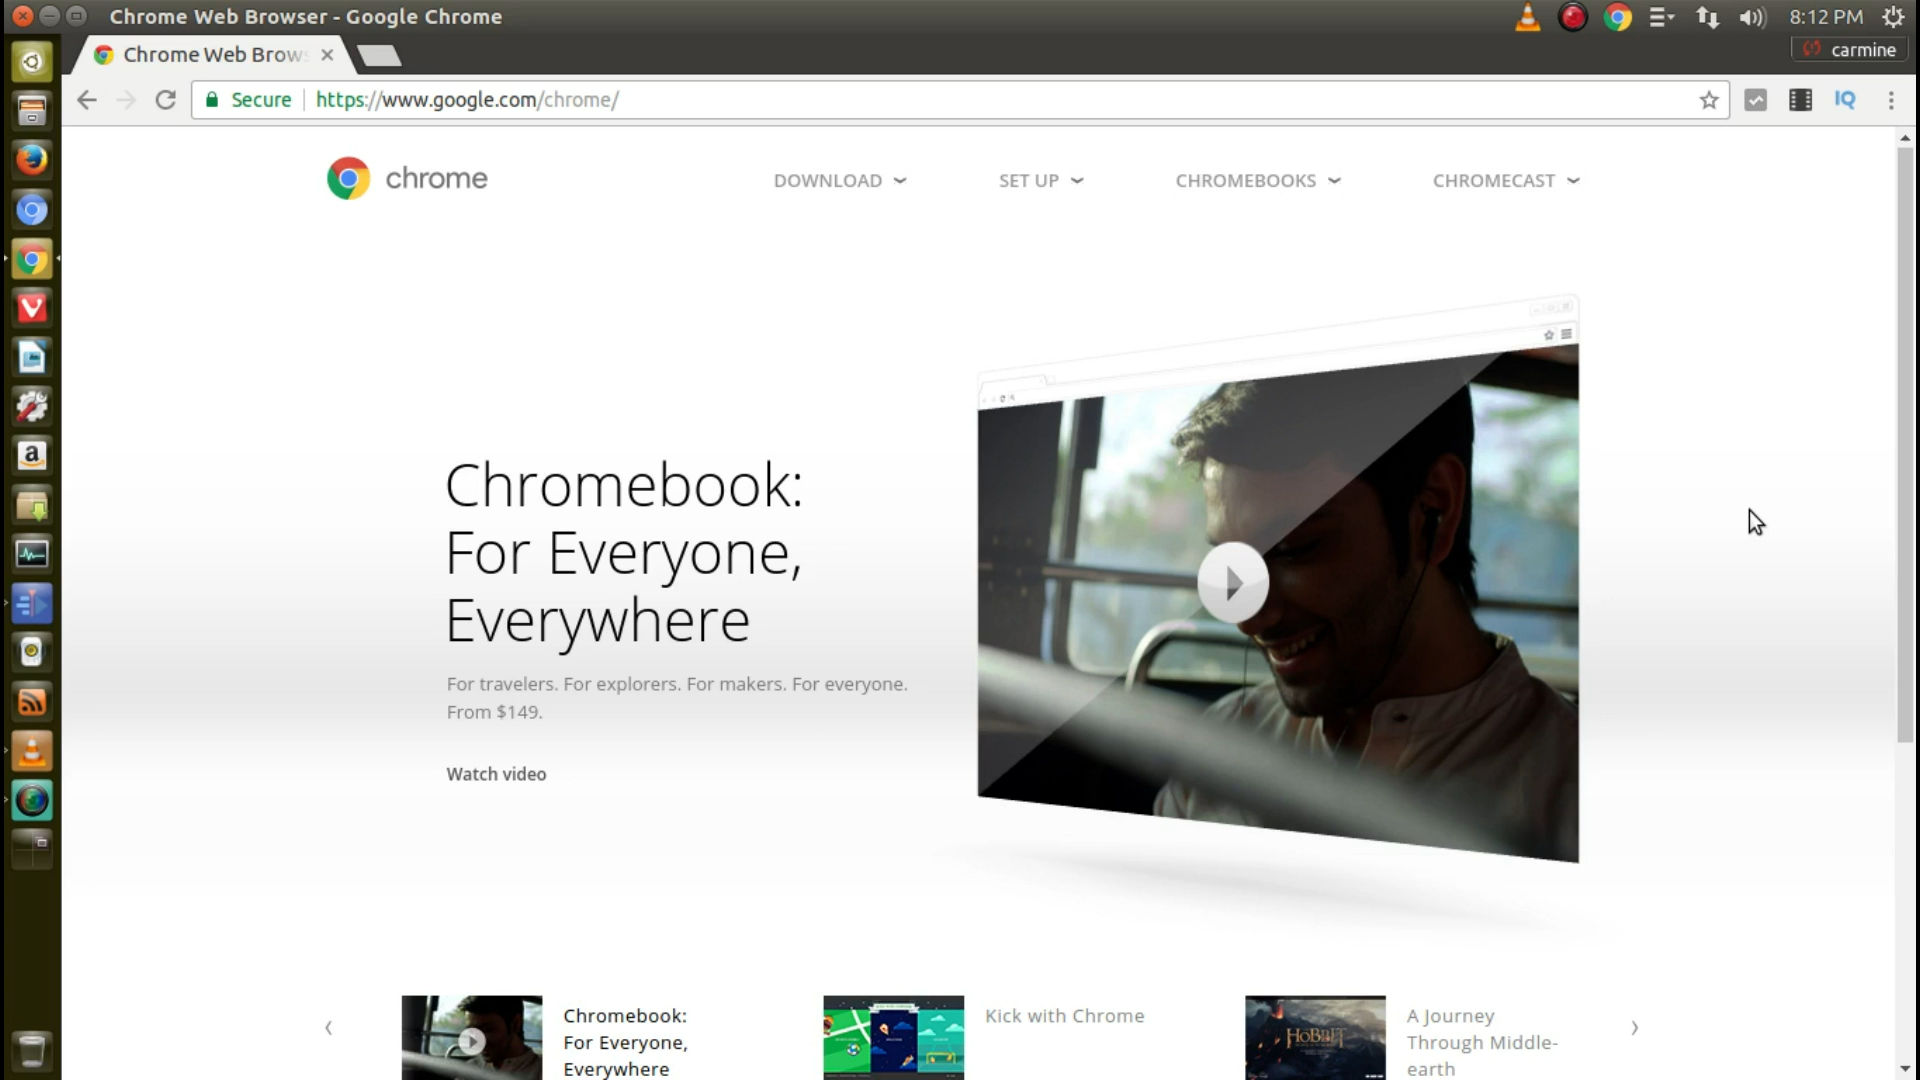 Chrome Web Browser - Google Chrome
8:12 PM
Chrome Web Brow
carmine
Secure
https://www.google.com/chrome/
IQ
chrome
DOWNLOAD
SET UP
CHROMEBOOKS
CHROMECAST
Chromebook:
For Everyone,
Everywhere
For travelers. For explorers. For makers. For everyone.
From $149.
Watch video
Chromebook:
For Everyone,
Everywhere
Kick with Chrome
HOBBIT
A Journey
Through Middle-
earth
a